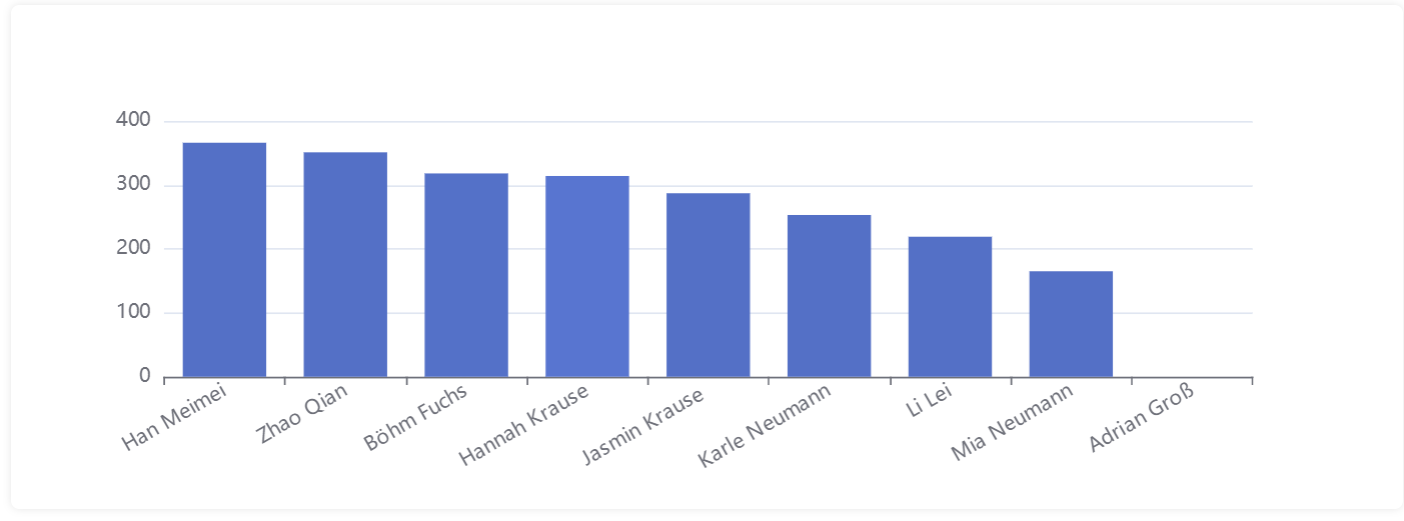 400
300
200
100
0
Han Meimei
Zhao Qian
Böhm Fuchs
Hannah Krause
Jasmin Krause
Karle Neumann
Li Lei
Mia Neumann
Adrian Groß